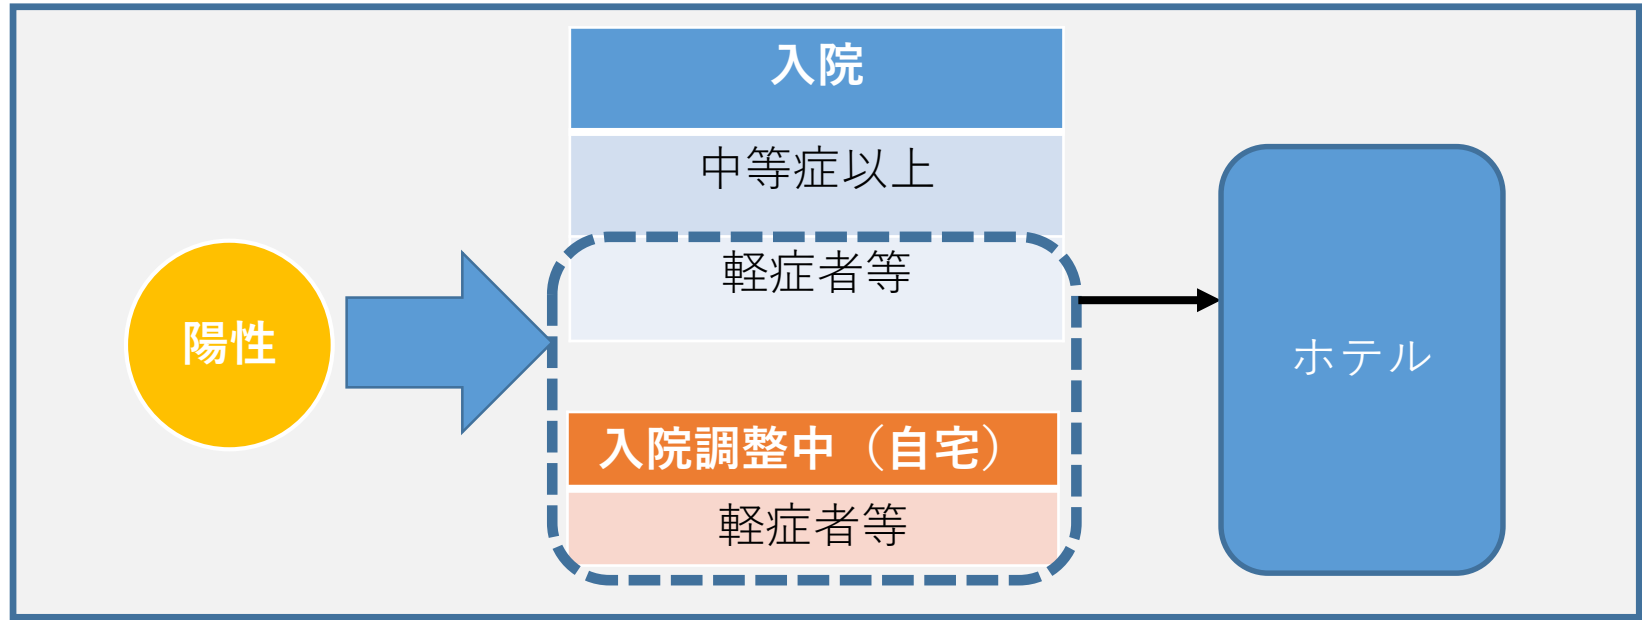 陽性
入院
中等症以上
軽症者等
入院調整中（自宅）
軽症者等
ホテル